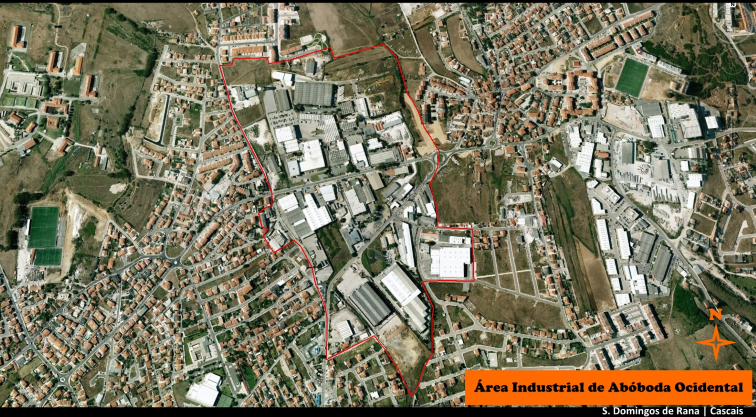 N
Área Industrial de Abóboda Ocidental
S. Domingos de Rana | Cascais